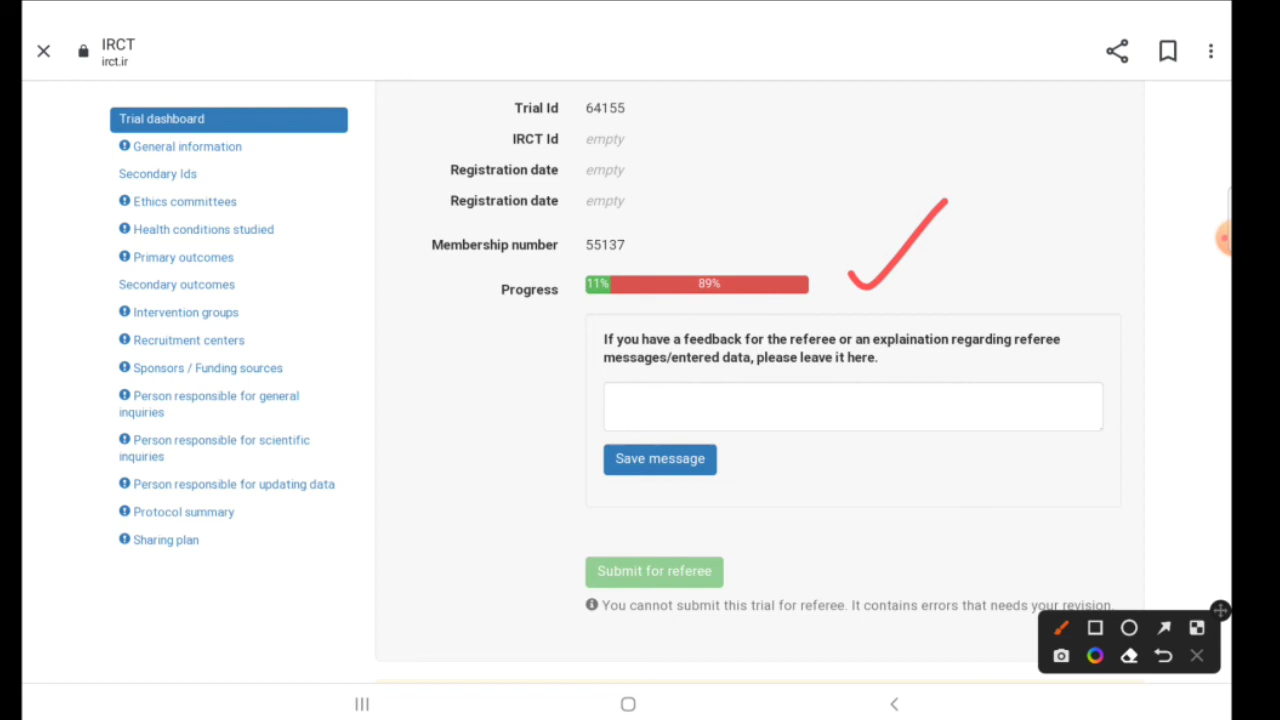 IRCT
irct.ir
Trial dashboard
General information
Secondary Ids
Ethics committees
Health conditions studied
Primary outcomes
Secondary outcomes
Intervention groups
Recruitment centers
Sponsors / Funding sources
Person responsible for general
inquiries
Person responsible for scientific
inquiries
Person responsible for updating data
Protocol summary
Sharing plan
Trial Id 64155
IRCT Id empty
Registration date empty
Registration date empty
Membership number 55137
Progress 11% 89%
If you have a feedback for the referee or an explaination regarding referee
messages/entered data, please leave it here.
Save message
Submit for referee
You cannot submit this trial for referee. It contains errors that needs your revision.